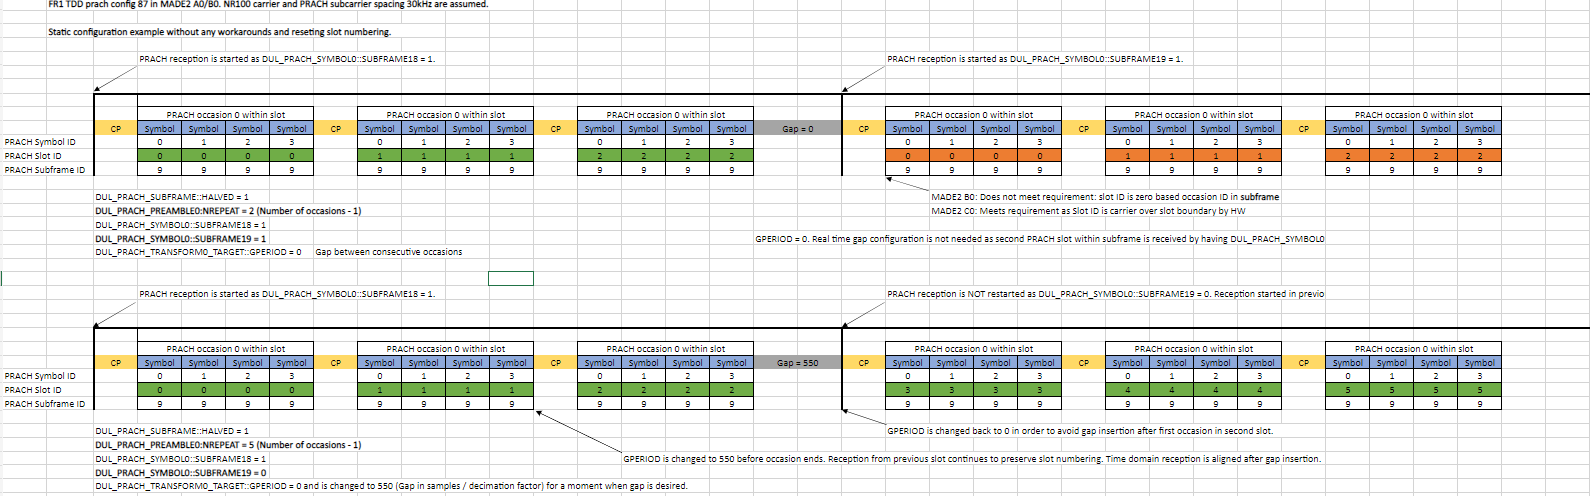 FR1 TDD prach config 87 in MADE2 A0/B0. NR100 carrier and PRACH subcarrier spacing 30kHz are assumed.
Static configuration example without any workarounds and reseting slot numbering.
PRACH reception is started as DUL_PRACH_SYMBOL0::SUBFRAME18 = 1. PRACH reception is started as DUL_PRACH_SYMBOL0::SUBFRAME19 = 1.
PRACH occasion 0 within slot PRACH occasion 0 within slot PRACH occasion 0 within slot PRACH occasion 0 within slot PRACH occasion 0 within slot PRACH occasion 0 within slot
CP Symbol Symbol Symbol Symbol CP Symbol Symbol Symbol Symbol CP Symbol Symbol Symbol Symbol Gap = 0 CP Symbol Symbol Symbol Symbol CP Symbol Symbol Symbol Symbol CP Symbol Symbol Symbol Symbol
PRACH Symbol ID 0 1 2 3 0 1 2 3 0 1 2 3 0 1 2 3 0 1 2 3 0 1 2 3
PRACH Slot ID 0 0 0 0 1 1 1 1 2 2 2 2 0 0 0 0 1 1 1 1 2 2 2 2
PRACH Subframe ID 9 9 9 9 9 9 9 9 9 9 9 9 9 9 9 9 9 9 9 9 9 9 9 9
DUL_PRACH_SUBFRAME::HALVED = 1 MADE2 B0: Does not meet requirement: slot ID is zero based occasion ID in subframe
DUL_PRACH_PREAMBLE0:NREPEAT = 2 (Number of occasions - 1) MADE2 C0: Meets requirement as Slot ID is carrier over slot boundary by HW
DUL_PRACH_SYMBOL0::SUBFRAME18 = 1
DUL_PRACH_SYMBOL0::SUBFRAME19 = 1 GPERIOD = 0. Real time gap configuration is not needed as second PRACH slot within subframe is received by having DUL_PRACH_SYMBOL0
DUL_PRACH_TRANSFORM0_TARGET::GPERIOD = 0 Gap between consecutive occasions
PRACH reception is started as DUL_PRACH_SYMBOL0::SUBFRAME18 = 1. PRACH reception is NOT restarted as DUL_PRACH_SYMBOL0::SUBFRAME19 = 0. Reception started in previo
PRACH occasion 0 within slot PRACH occasion 0 within slot PRACH occasion 0 within slot PRACH occasion 0 within slot PRACH occasion 0 within slot PRACH occasion 0 within slot
CP Symbol Symbol Symbol Symbol CP Symbol Symbol Symbol Symbol CP Symbol Symbol Symbol Symbol Gap = 550 CP Symbol Symbol Symbol Symbol CP Symbol Symbol Symbol Symbol CP Symbol Symbol Symbol Symbol
PRACH Symbol ID 0 1 2 3 0 1 2 3 0 1 2 3 0 1 2 3 0 1 2 3 0 1 2 3
PRACH Slot ID 0 0 0 0 1 1 1 1 2 2 2 2 3 3 3 3 4 4 4 4 5 5 5 5
PRACH Subframe ID 9 9 9 9 9 9 9 9 9 9 9 9 9 9 9 9 9 9 9 9 9 9 9 9
DUL_PRACH_SUBFRAME::HALVED = 1 GPERIOD is changed back to 0 in order to avoid gap insertion after first occasion in second slot.
DUL_PRACH_PREAMBLE0:NREPEAT = 5 (Number of occasions - 1)
DUL_PRACH_SYMBOL0::SUBFRAME18 = 1 GPERIOD is changed to 550 before occasion ends. Reception from previous slot continues to preserve slot numbering. Time domain reception is aligned after gap insertion.
DUL_PRACH_SYMBOL0::SUBFRAME19 = 0
DUL_PRACH_TRANSFORM0_TARGET::GPERIOD = 0 and is changed to 550 (Gap in samples / decimation factor) for a moment when gap is desired.